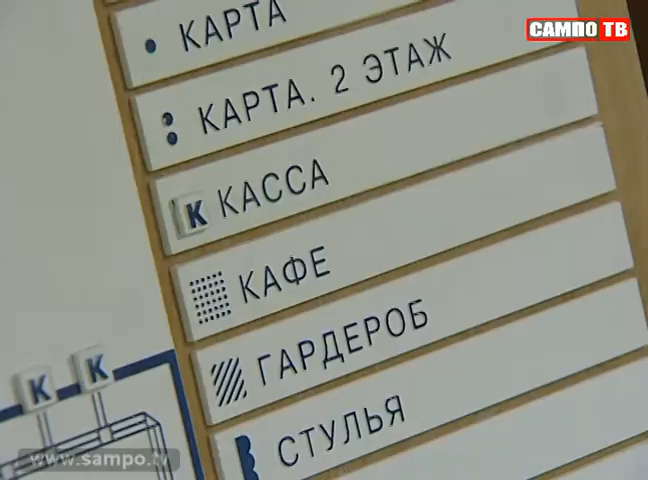 САМПО ТВ
КАРТА
КАРТА. 2 ЭТАЖ
К КАССА
КАФЕ
ГАРДЕРОБ
СТУЛЬЯ
К К
www.sampo.tv